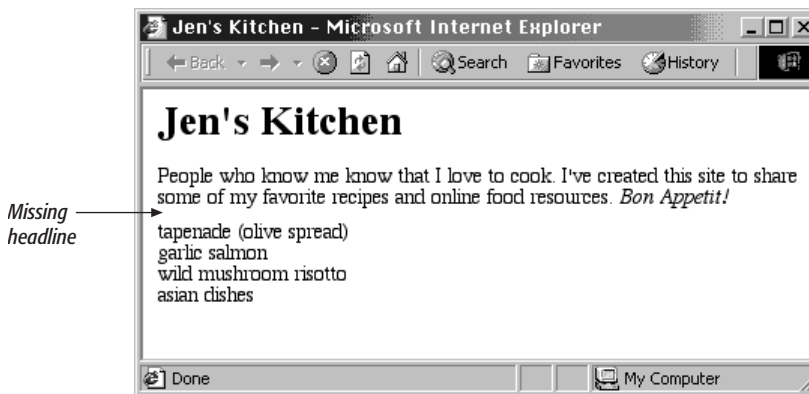 Jen's Kitchen - Microsoft Internet Explorer
Back Search Favorites History
Jen's Kitchen
People who know me know that I love to cook. I've created this site to share
some of my favorite recipes and online food resources. Bon Appetit!
Missing
headline
tapenade (olive spread)
garlic salmon
wild mushroom risotto
asian dishes
Done My Computer